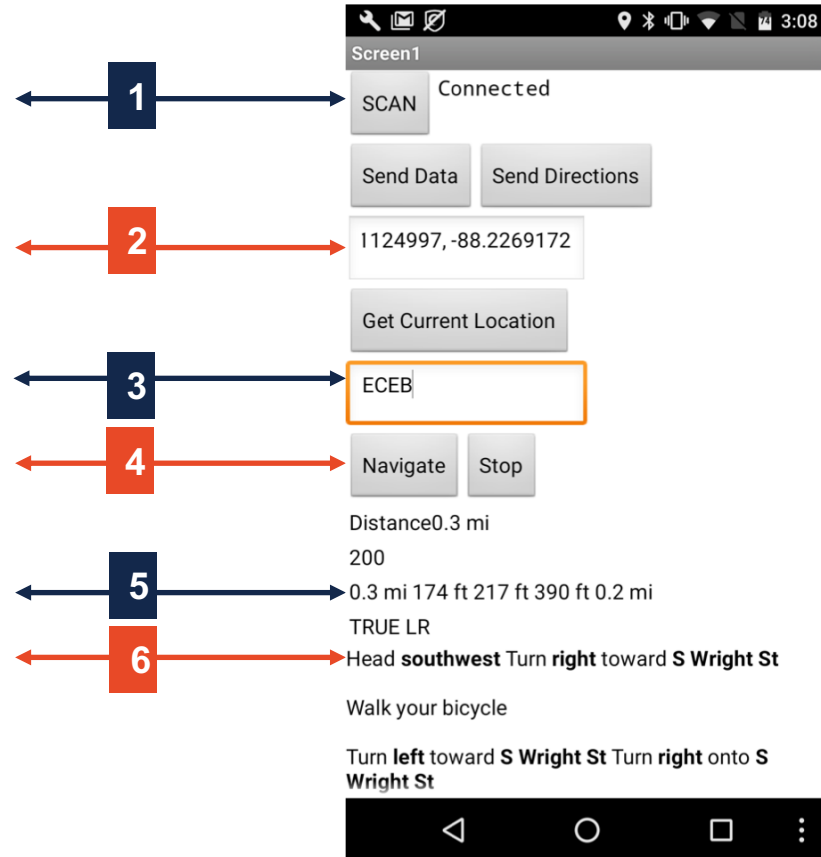 3:08
Screen1
1 SCAN Connected
Send Data Send Directions
2 1124997, -88.2269172
Get Current Location
3 ECEB
4 Navigate Stop
Distance0.3 mi
200
5 0.3 mi 174 ft 217 ft 390 ft 0.2 mi
TRUE LR
6 Head southwest Turn right toward S Wright St
Walk your bicycle
Turn left toward S Wright St Turn right onto S
Wright St